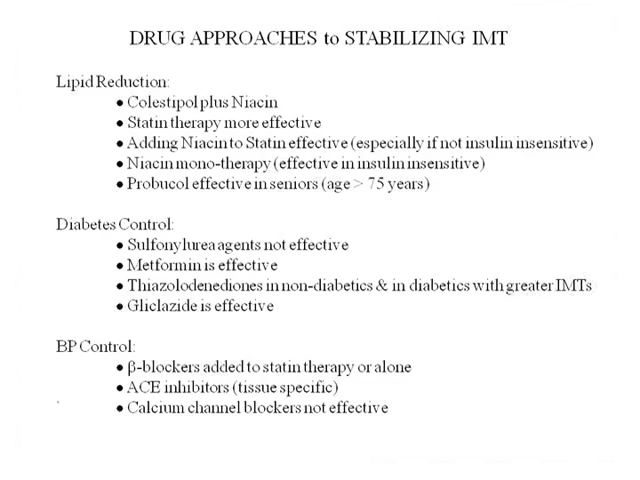 DRUG APPROACHES to STABILIZING IMT
Lipid Reduction:
• Colestipol plus Niacin
• Statin therapy more effective
• Adding Niacin to Statin effective (especially if not insulin insensitive)
• Niacin mono-therapy (effective in insulin insensitive)
• Probucol effective in seniors (age > 75 years)
Diabetes Control:
• Sulfonylurea agents not effective
• Metformin is effective
• Thiazolodenediones in non-diabetics & in diabetics with greater IMTs
• Gliclazide is effective
BP Control:
• β-blockers added to statin therapy or alone
• ACE inhibitors (tissue specific)
• Calcium channel blockers not effective